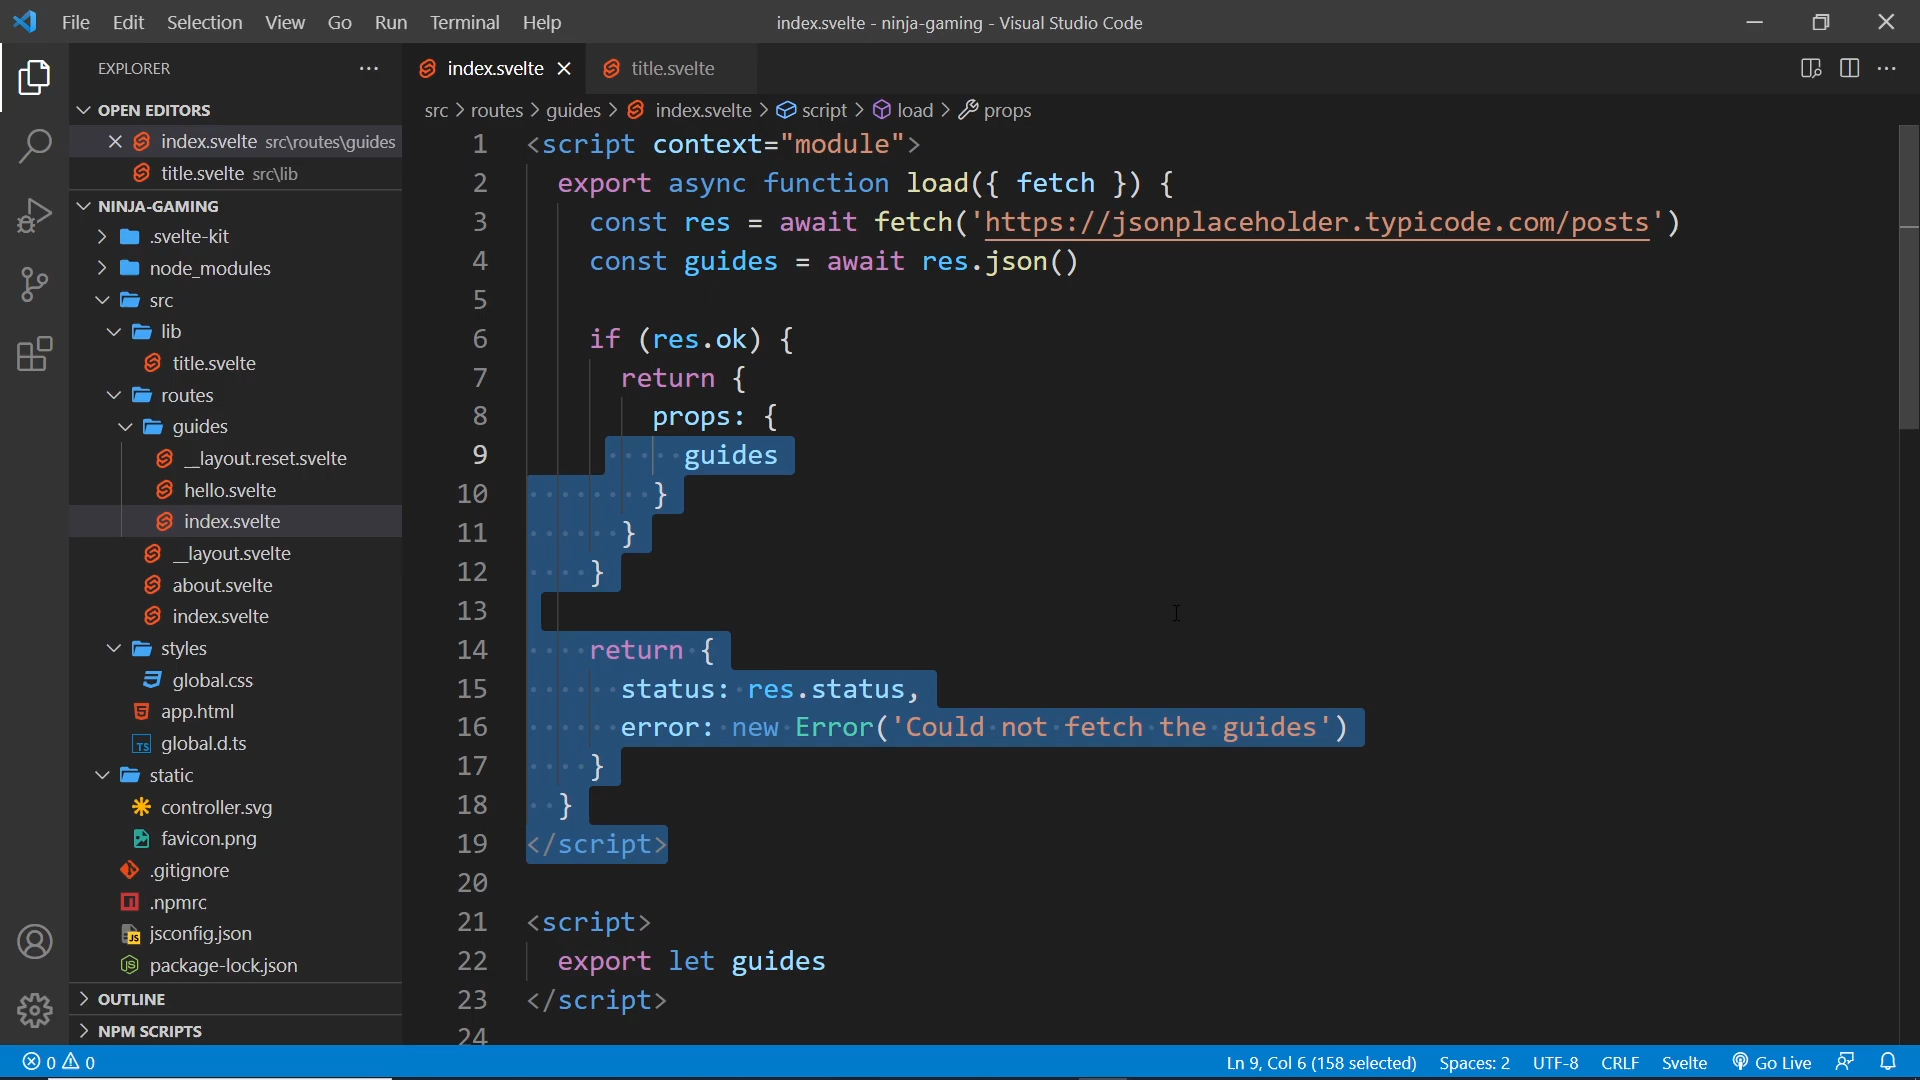 File Edit Selection View Go Run Terminal Help
index.svelte - ninja-gaming - Visual Studio Code
EXPLORER
OPEN EDITORS
index.svelte src\routes\guides
title.svelte src\lib
NINJA-GAMING
.svelte-kit
node_modules
src
lib
title.svelte
routes
guides
__layout.reset.svelte
hello.svelte
index.svelte
__layout.svelte
about.svelte
index.svelte
styles
global.css
app.html
global.d.ts
static
controller.svg
favicon.png
.gitignore
.npmrc
jsconfig.json
package-lock.json
OUTLINE
NPM SCRIPTS
index.svelte
title.svelte
src > routes > guides > index.svelte > script > load > props
1 <script context="module">
2 export async function load({ fetch }) {
3 const res = await fetch('https://jsonplaceholder.typicode.com/posts')
4 const guides = await res.json()
5
6 if (res.ok) {
7 return {
8 props: {
9 guides
10 }
11 }
12 }
13
14 return {
15 status: res.status,
16 error: new Error('Could not fetch the guides')
17 }
18 }
19 </script>
20
21 <script>
22 export let guides
23 </script>
24
0 0
Ln 9, Col 6 (158 selected) Spaces: 2 UTF-8 CRLF Svelte Go Live